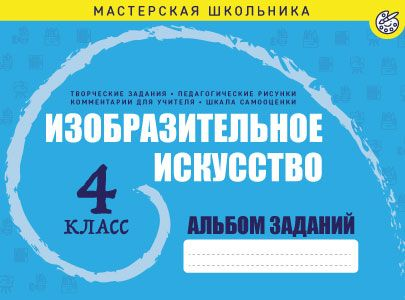 МАСТЕРСКАЯ ШКОЛЬНИКА
ТВОРЧЕСКИЕ ЗАДАНИЯ • ПЕДАГОГИЧЕСКИЕ РИСУНКИ
КОММЕНТАРИИ ДЛЯ УЧИТЕЛЯ • ШКАЛА САМООЦЕНКИ
ИЗОБРАЗИТЕЛЬНОЕ
ИСКУССТВО
4
КЛАСС
АЛЬБОМ ЗАДАНИЙ